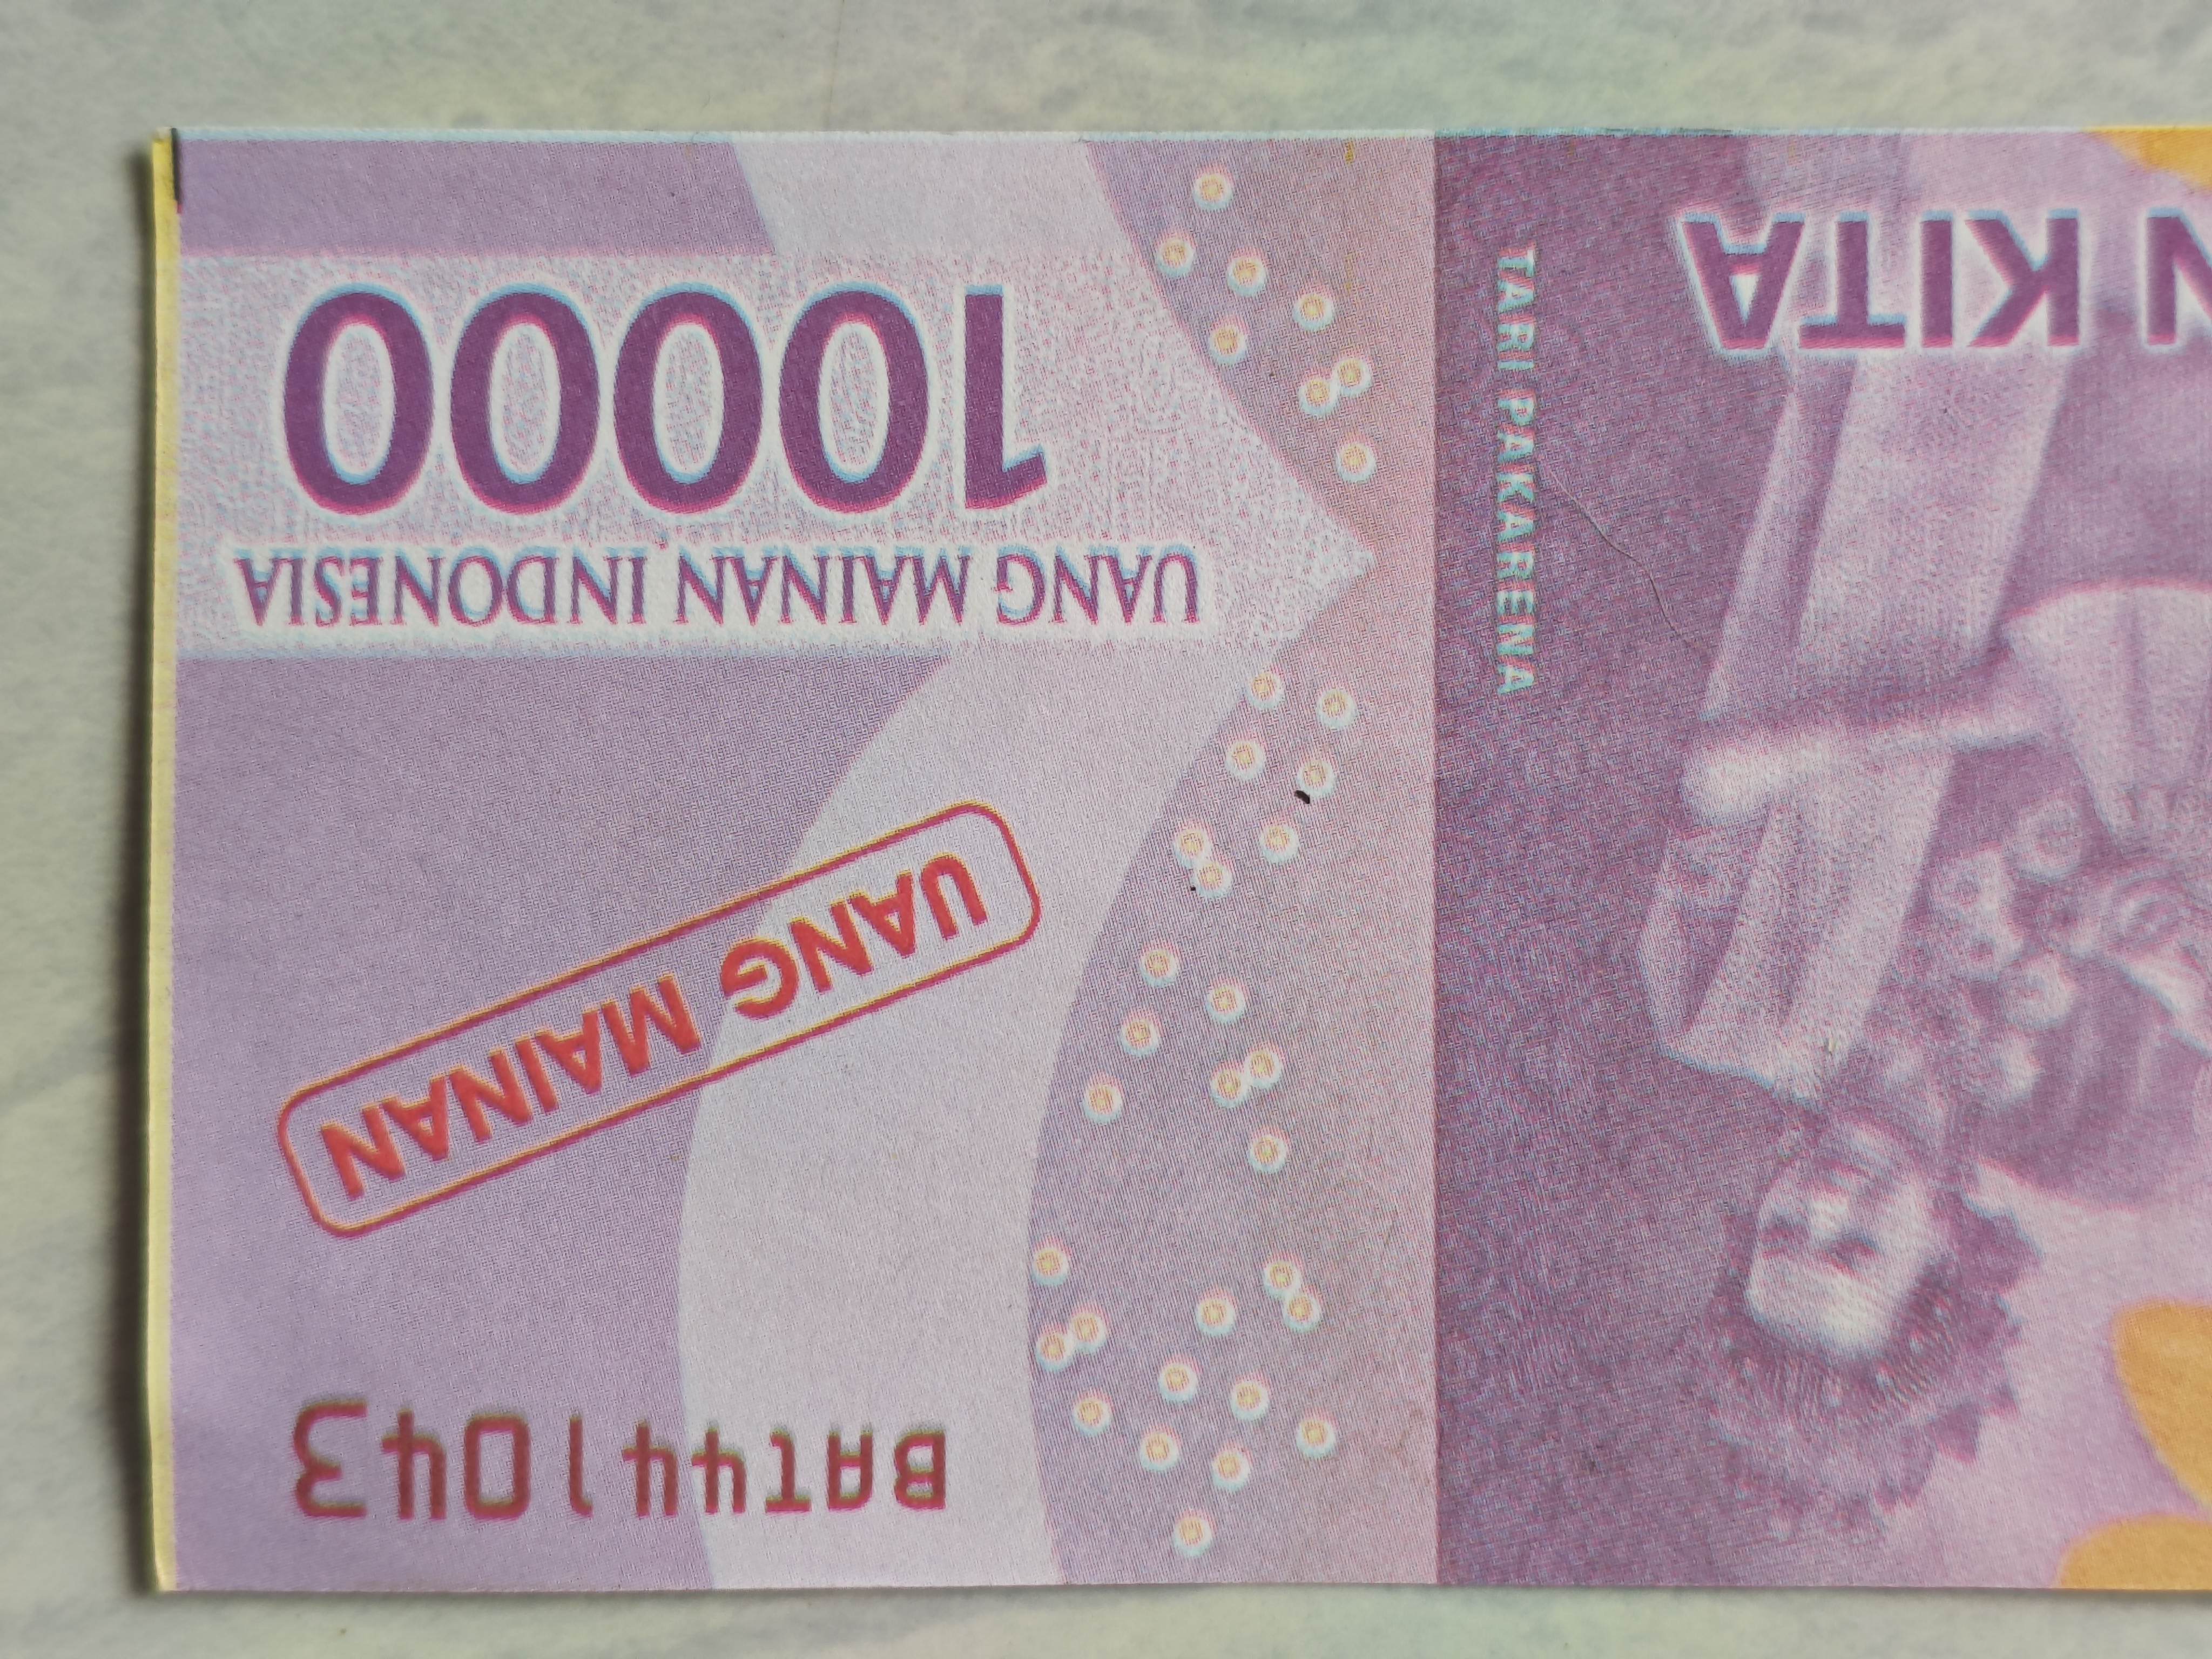 BAT441043
UANG MAINAN
UANG MAINAN INDONESIA
10000
TARI PAKARENA
N KITA